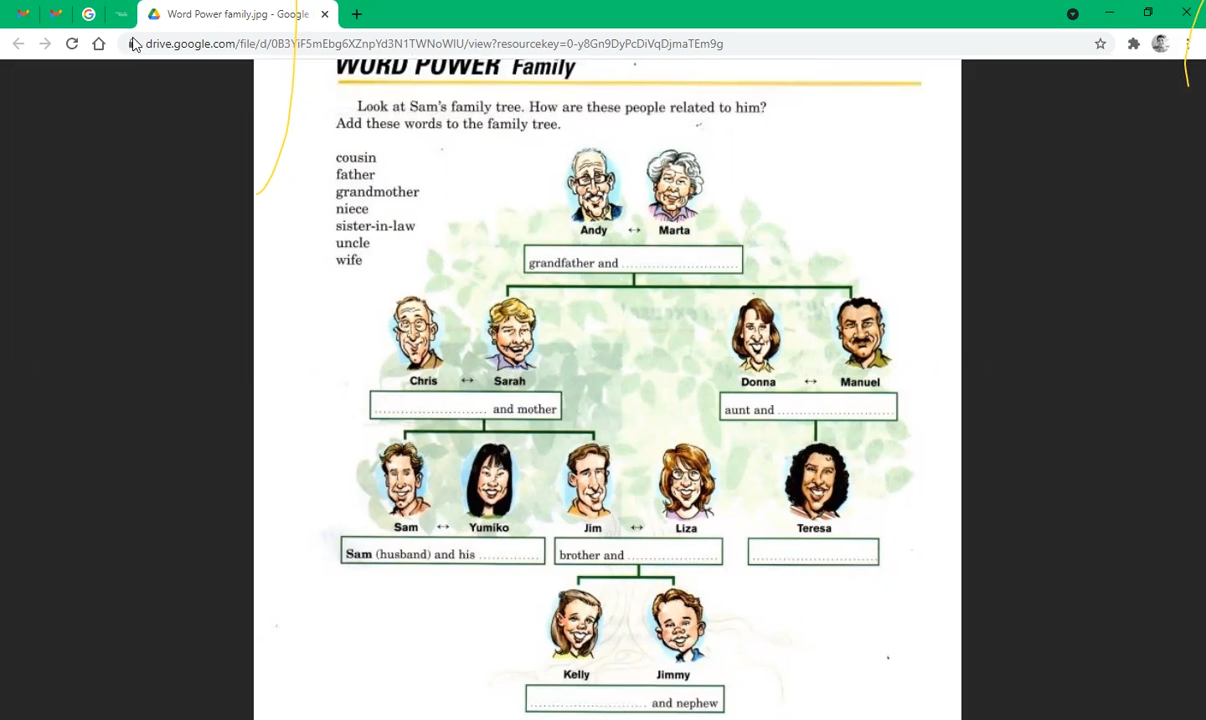 Word Power family.jpg - Google
drive.google.com/file/d/0B3YiF5mEbg6XZnpYd3N1TWNoWlU/view?resourcekey=0-y8Gn9DyPcDiVqDjmaTEm9g
WORD POWER Family
Look at Sam's family tree. How are these people related to him?
Add these words to the family tree.
cousin
father
grandmother
niece
sister-in-law
uncle
wife
Andy ↔ Marta
grandfather and ..........................
Chris ↔ Sarah
.......................... and mother
Donna ↔ Manuel
aunt and ..........................
Sam ↔ Yumiko
Sam (husband) and his ..............
Jim ↔ Liza
brother and ......................
Teresa
..............................
Kelly Jimmy
.......................... and nephew